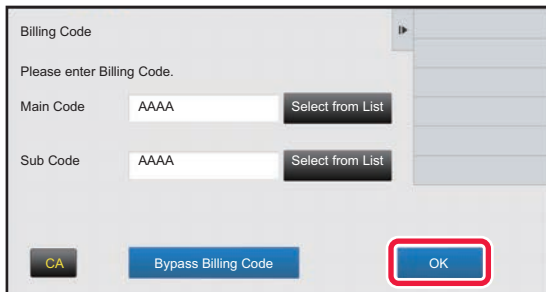 Billing Code
Please enter Billing Code.
Main Code AAAA Select from List
Sub Code AAAA Select from List
CA Bypass Billing Code OK